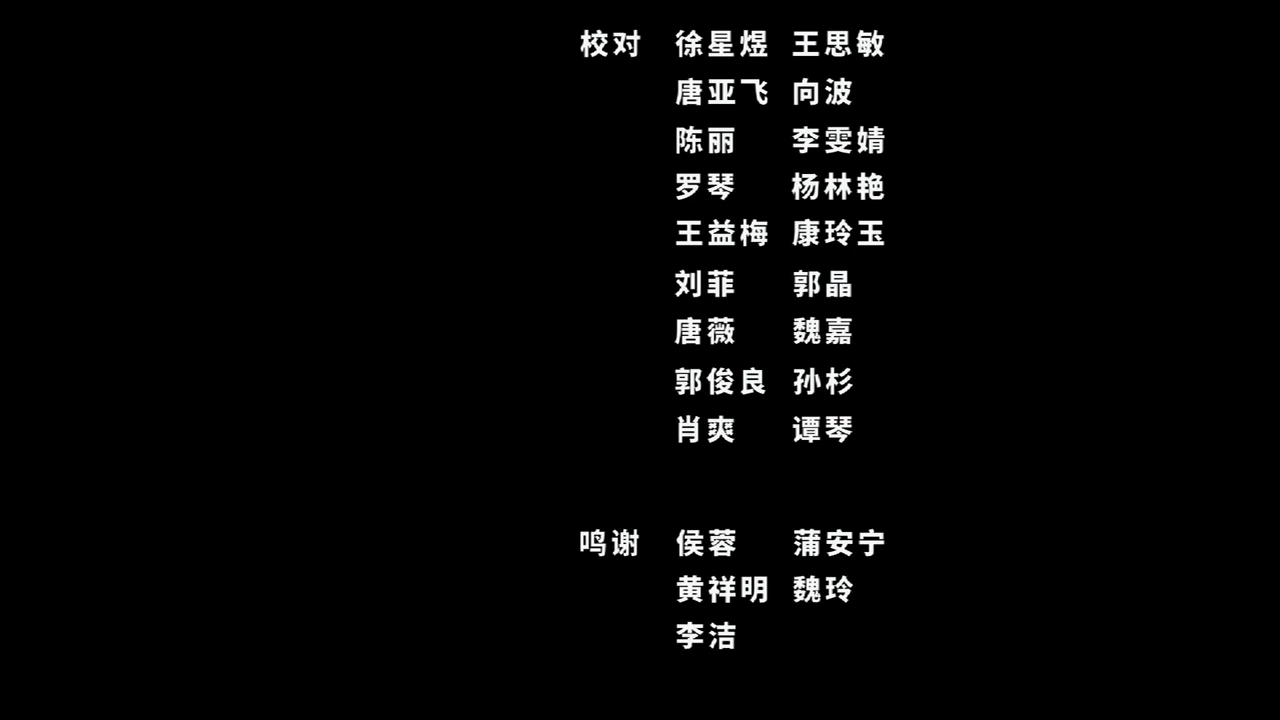 校对 徐星煜 王思敏
唐亚飞 向波
陈丽 李雯婧
罗琴 杨林艳
王益梅 康玲玉
刘菲 郭晶
唐薇 魏嘉
郭俊良 孙杉
肖爽 谭琴
鸣谢 侯蓉 蒲安宁
黄祥明 魏玲
李洁